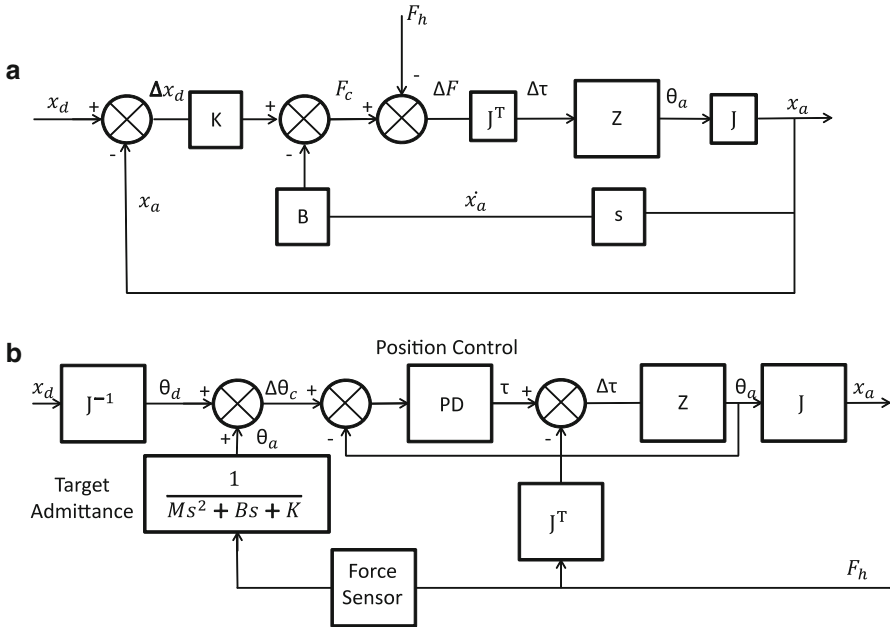 F_h
a
x_d
+
-
Δx_d
K
+
-
F_c
+
-
ΔF
J^T
Δτ
Z
θ_a
J
x_a
x_a
B
ẋ_a
s
b
Position Control
x_d
J^−1
θ_d
+
+
Δθ_c
+
-
PD
τ
+
-
Δτ
Z
θ_a
J
x_a
θ_a
Target
Admittance
1
Ms^2 + Bs + K
J^T
Force
Sensor
F_h